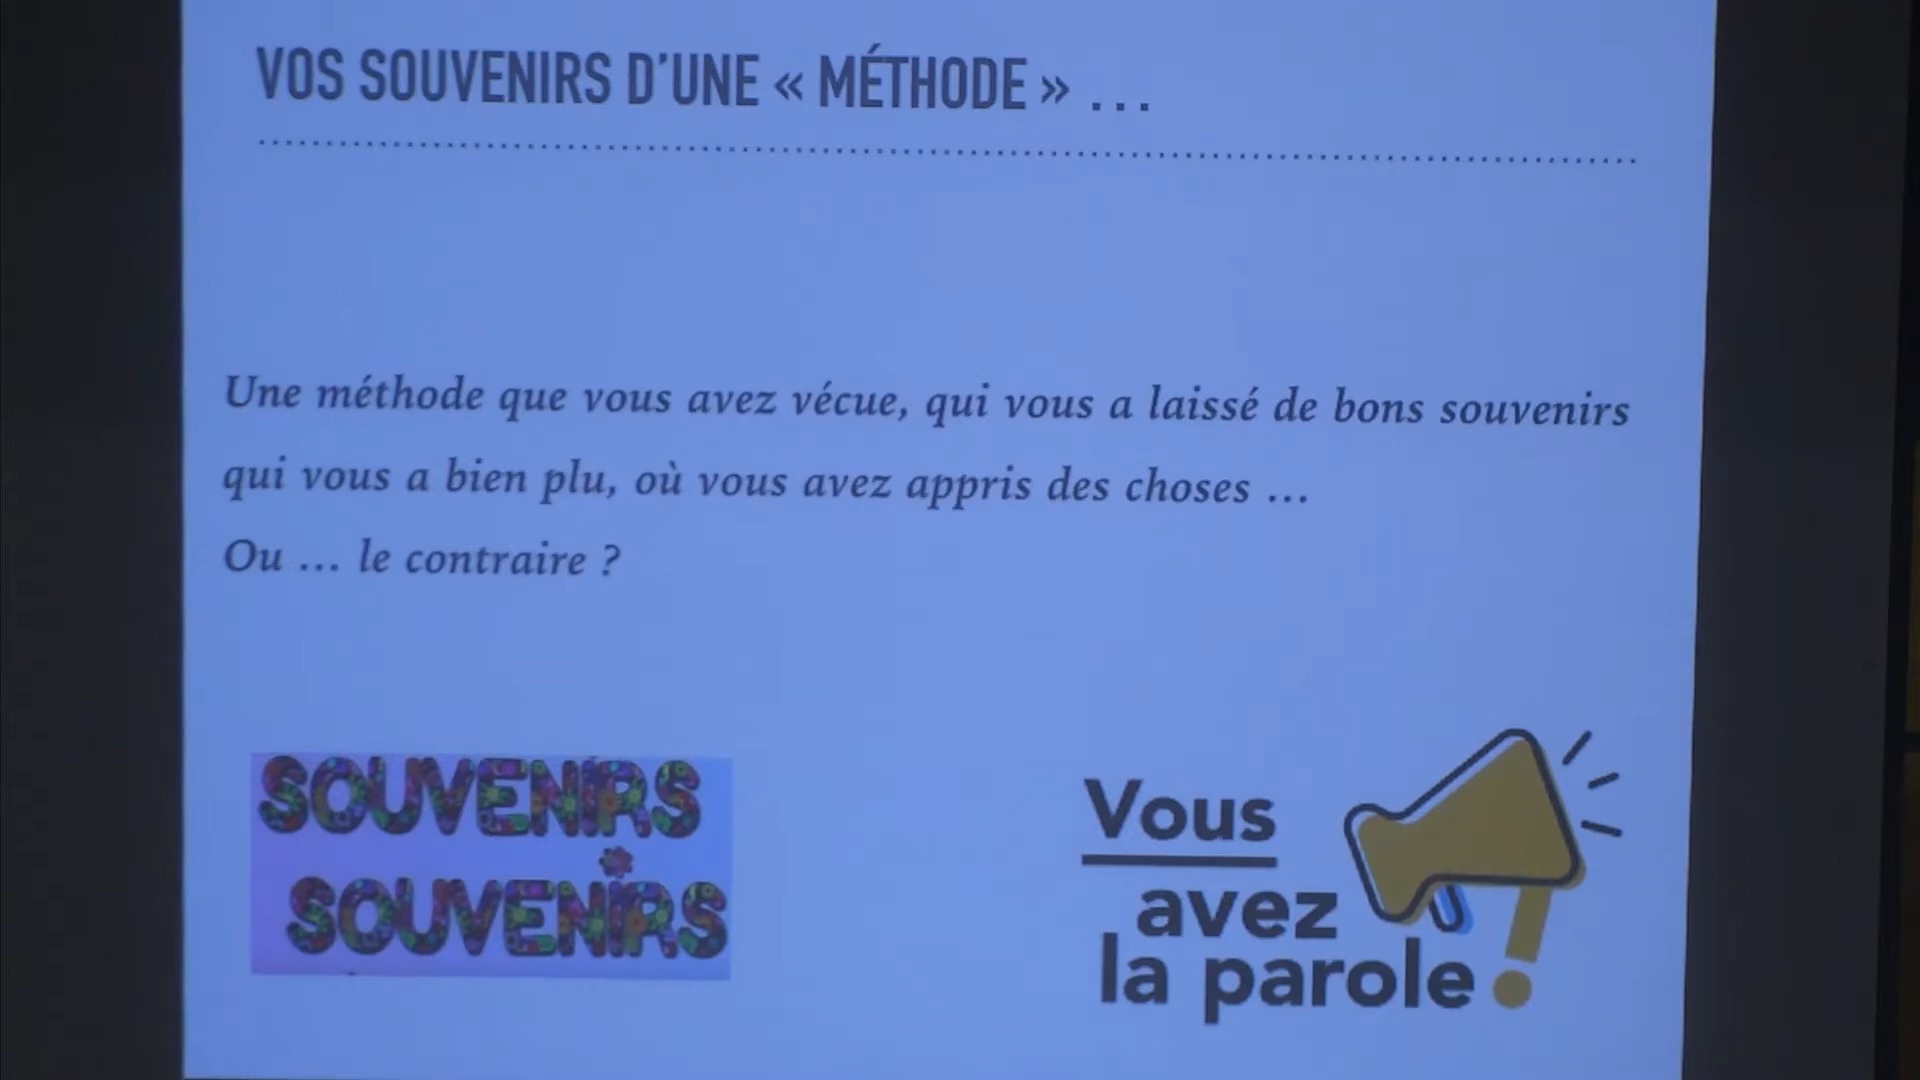 VOS SOUVENIRS D'UNE « MÉTHODE » ...
Une méthode que vous avez vécue, qui vous a laissé de bons souvenirs
qui vous a bien plu, où vous avez appris des choses ...
Ou ... le contraire ?
SOUVENIRS
SOUVENIRS
Vous
avez
la parole !